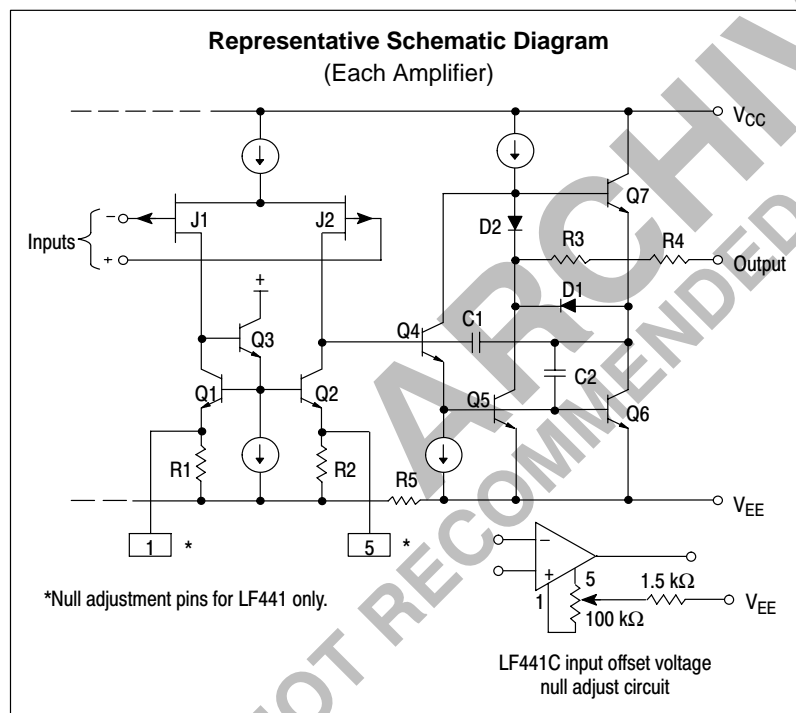 Representative Schematic Diagram
(Each Amplifier)
VCC
J1
J2
Q7
−
D2
R3
R4
Inputs
+
Output
+
D1
Q3
Q4
C1
C2
Q1
Q2
Q5
Q6
R1
R2
R5
VEE
1 *
5 *
−
+
5
1.5 kΩ
1
VEE
100 kΩ
*Null adjustment pins for LF441 only.
LF441C input offset voltage
null adjust circuit
NOT RECOMMENDED